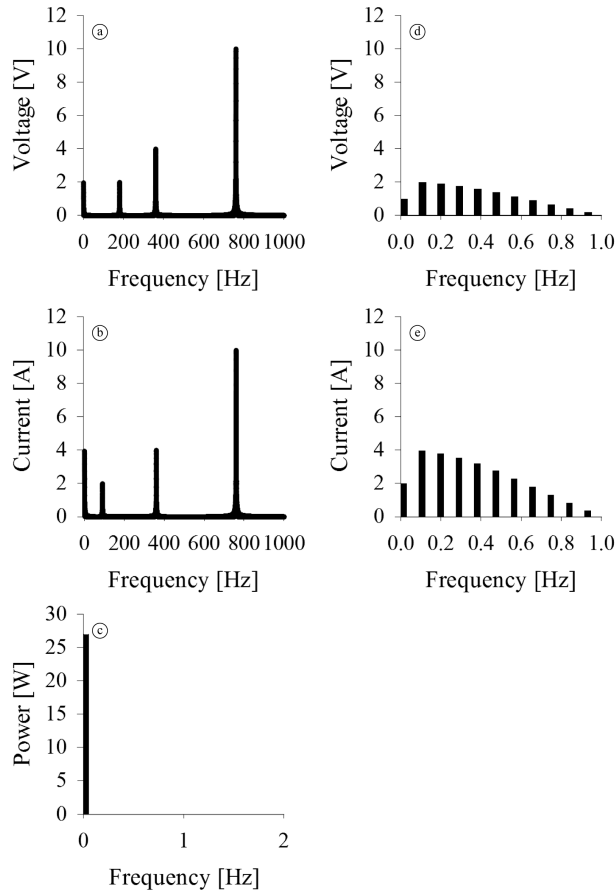 ⓐ
Voltage [V]
12
10
8
6
4
2
0
0 200 400 600 800 1000
Frequency [Hz]
ⓓ
Voltage [V]
12
10
8
6
4
2
0
0.0 0.2 0.4 0.6 0.8 1.0
Frequency [Hz]
ⓑ
Current [A]
12
10
8
6
4
2
0
0 200 400 600 800 1000
Frequency [Hz]
ⓔ
Current [A]
12
10
8
6
4
2
0
0.0 0.2 0.4 0.6 0.8 1.0
Frequency [Hz]
ⓒ
Power [W]
30
25
20
15
10
5
0
0 1 2
Frequency [Hz]